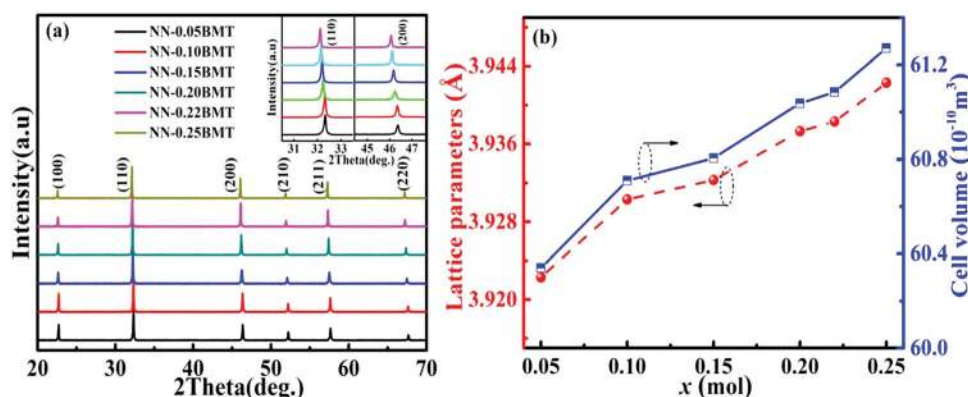 (a)
NN-0.05BMT
NN-0.10BMT
NN-0.15BMT
NN-0.20BMT
NN-0.22BMT
NN-0.25BMT
Intensity(a.u)
(110)
(200)
31 32 33 45 46 47
2Theta(deg.)
Intensity(a.u)
(100)
(110)
(200)
(210)
(211)
(220)
20 30 40 50 60 70
2Theta(deg.)
(b)
Lattice parameters (Å)
3.944
3.936
3.928
3.920
Cell volume (10⁻¹⁰ m³)
61.2
60.8
60.4
60.0
0.05 0.10 0.15 0.20 0.25
x (mol)